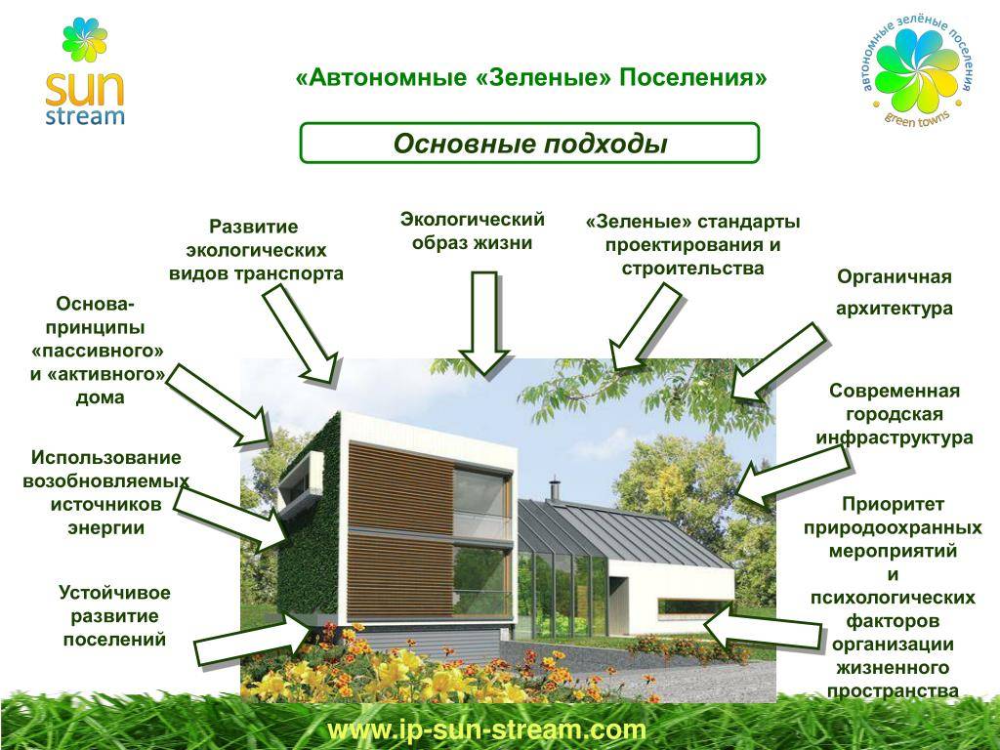 sun
stream
«Автономные «Зеленые» Поселения»
автономные зелёные поселения
green towns
Основные подходы
Развитие
экологических
видов транспорта
Экологический
образ жизни
«Зеленые» стандарты
проектирования и
строительства
Органичная
архитектура
Основа-
принципы
«пассивного»
и «активного»
дома
Современная
городская
инфраструктура
Использование
возобновляемых
источников
энергии
Приоритет
природоохранных
мероприятий
и
психологических
факторов
организации
жизненного
пространства
Устойчивое
развитие
поселений
www.ip-sun-stream.com